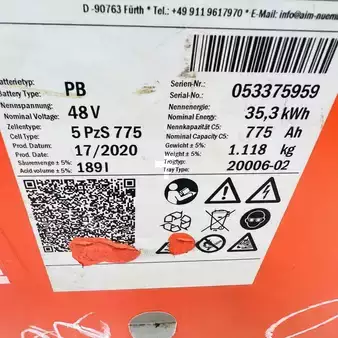 D -90763 Fürth * Tel.: +49 911 9617970 * E-Mail: info@aim-nuern
Batterietyp:
Battery Type: PB
Nennspannung:
Nominal Voltage: 48 V
Zellentyp:
Cell Type: 5 PzS 775
Prod. Datum:
Prod. Date: 17/2020
Säuremenge ± 5%:
Acid volume ± 5%: 189 l
Serien-Nr.:
Serial-No.: 053375959
Nennenergie:
Nominal Energy: 35,3 kWh
Nennkapazität C5:
Nominal Capacity C5: 775 Ah
Gewicht ± 5%:
Weight ± 5%: 1.118 kg
Trogtyp:
Tray Type: 20006-02
Pb